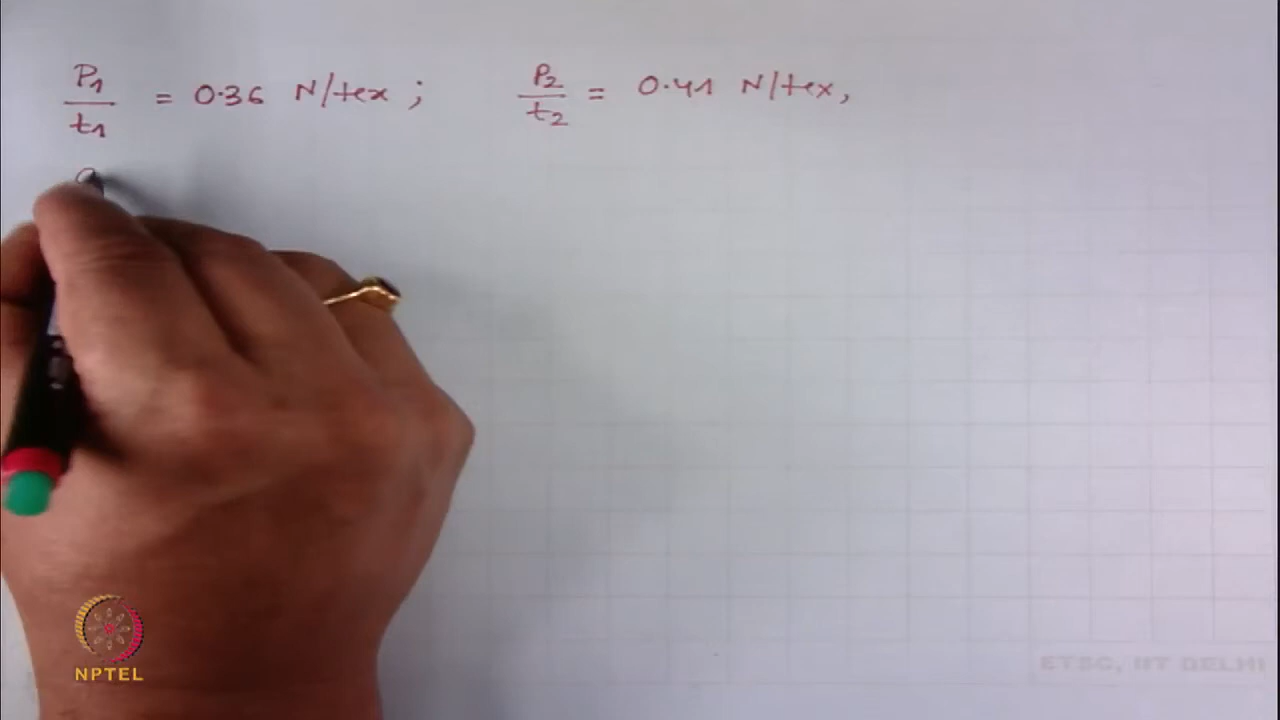 P1/t1 = 0.36 N/tex ; P2/t2 = 0.41 N/tex,
NPTEL
ETSC, IIT DELHI